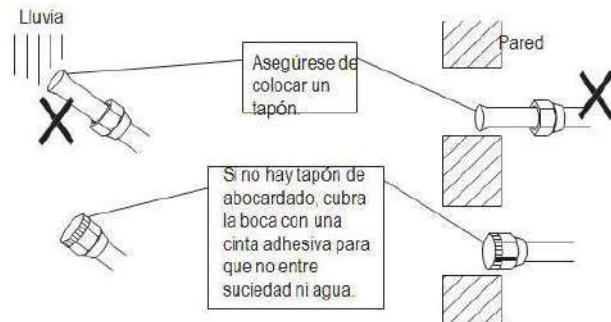 Lluvia
Pared
Asegúrese de
colocar un
tapón.
Si no hay tapón de
abocardado, cubra
la boca con una
cinta adhesiva para
que no entre
suciedad ni agua.